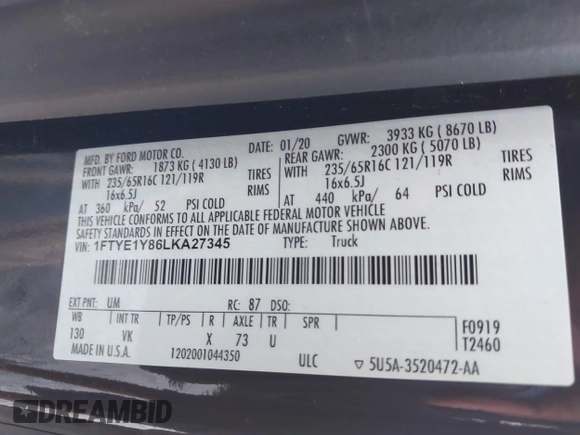 MFD. BY FORD MOTOR CO.
DATE: 01/20 GVWR: 3933 KG ( 8670 LB)
FRONT GAWR: 1873 KG ( 4130 LB) REAR GAWR: 2300 KG ( 5070 LB)
WITH 235/65R16C 121/119R TIRES WITH 235/65R16C 121/119R TIRES
16x6.5J RIMS 16x6.5J RIMS
AT 360 kPa/ 52 PSI COLD AT 440 kPa/ 64 PSI COLD
THIS VEHICLE CONFORMS TO ALL APPLICABLE FEDERAL MOTOR VEHICLE
SAFETY STANDARDS IN EFFECT ON THE DATE OF MANUFACTURE SHOWN ABOVE.
VIN: 1FTYE1Y86LKA27345 TYPE: Truck
EXT PNT: UM RC: 87 DSO:
WB INT TR TP/PS R AXLE TR SPR F0919
130 VK X 73 U T2460
MADE IN U.S.A. 1202001044350 ULC ▽ 5U5A-3520472-AA
DREAMBID